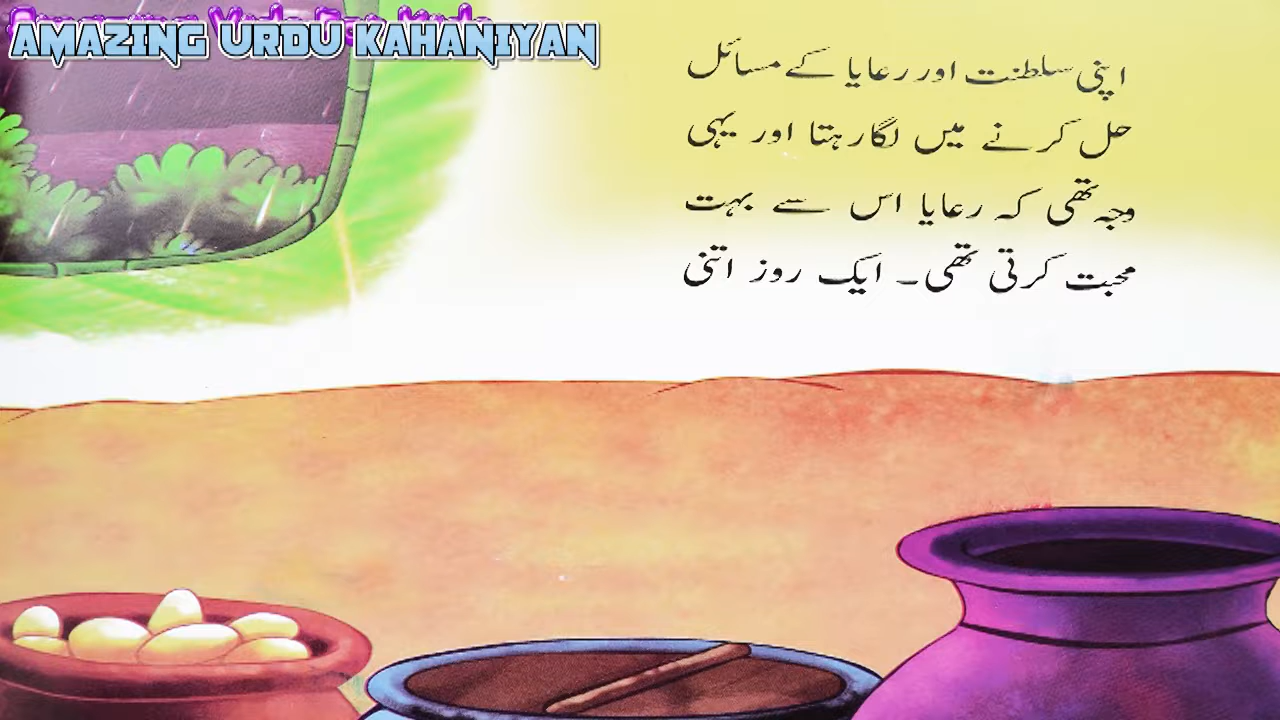 AMAZING URDU KAHANIYAN
اپنی سلطنت اور رعایا کے مسائل
حل کرنے میں لگا رہتا اور یہی
وجہ تھی کہ رعایا اس سے بہت
محبت کرتی تھی۔ ایک روز اتنی